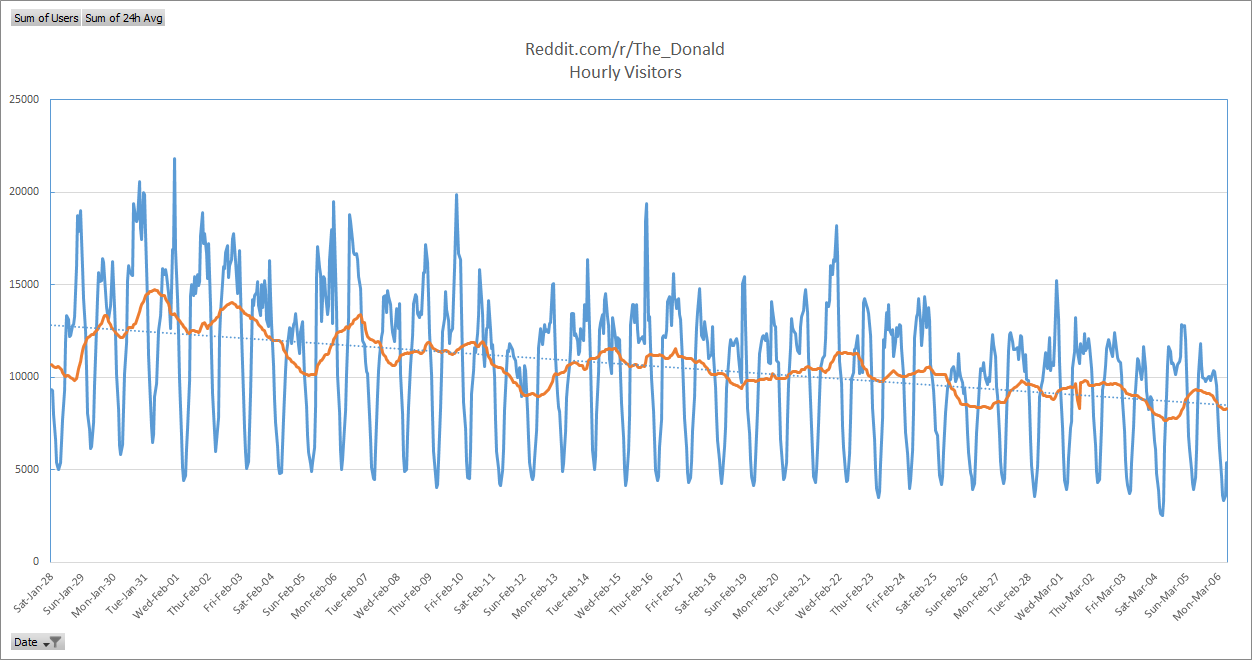 Sum of Users Sum of 24h Avg
Reddit.com/r/The_Donald
Hourly Visitors
25000
20000
15000
10000
5000
0
Sat-Jan-28
Sun-Jan-29
Mon-Jan-30
Tue-Jan-31
Wed-Feb-01
Thu-Feb-02
Fri-Feb-03
Sat-Feb-04
Sun-Feb-05
Mon-Feb-06
Tue-Feb-07
Wed-Feb-08
Thu-Feb-09
Fri-Feb-10
Sat-Feb-11
Sun-Feb-12
Mon-Feb-13
Tue-Feb-14
Wed-Feb-15
Thu-Feb-16
Fri-Feb-17
Sat-Feb-18
Sun-Feb-19
Mon-Feb-20
Tue-Feb-21
Wed-Feb-22
Thu-Feb-23
Fri-Feb-24
Sat-Feb-25
Sun-Feb-26
Mon-Feb-27
Tue-Feb-28
Wed-Mar-01
Thu-Mar-02
Fri-Mar-03
Sat-Mar-04
Sun-Mar-05
Mon-Mar-06
Date